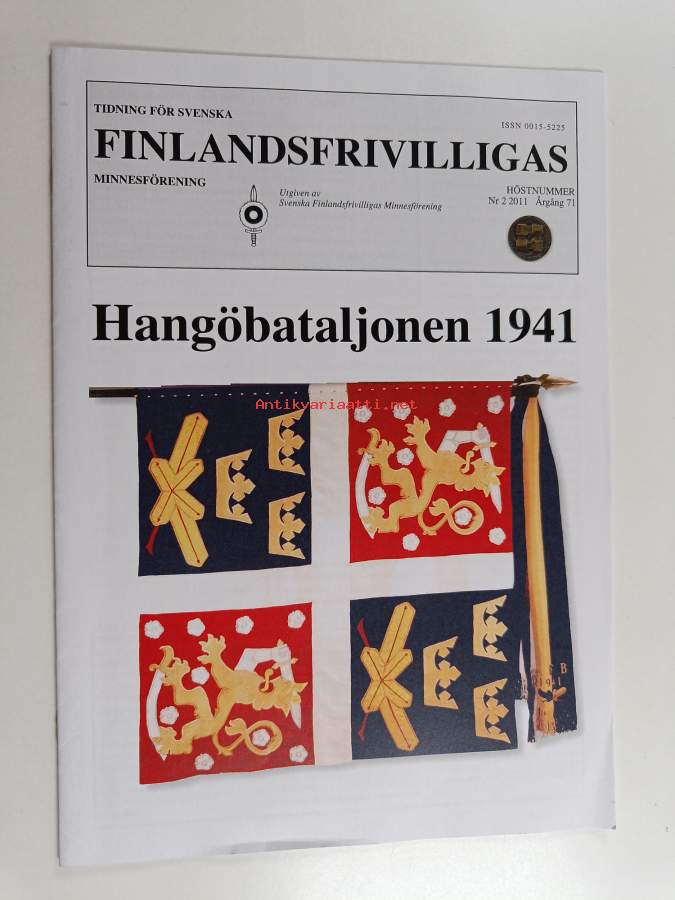 TIDNING FÖR SVENSKA
ISSN 0015-5225
FINLANDSFRIVILLIGAS
MINNESFÖRENING
HÖSTNUMMER
Utgiven av
Nr 2 2011 Årgång 71
Svenska Finlandsfrivilligas Minnesförening
Hangöbataljonen 1941
Antikvariaatti.net